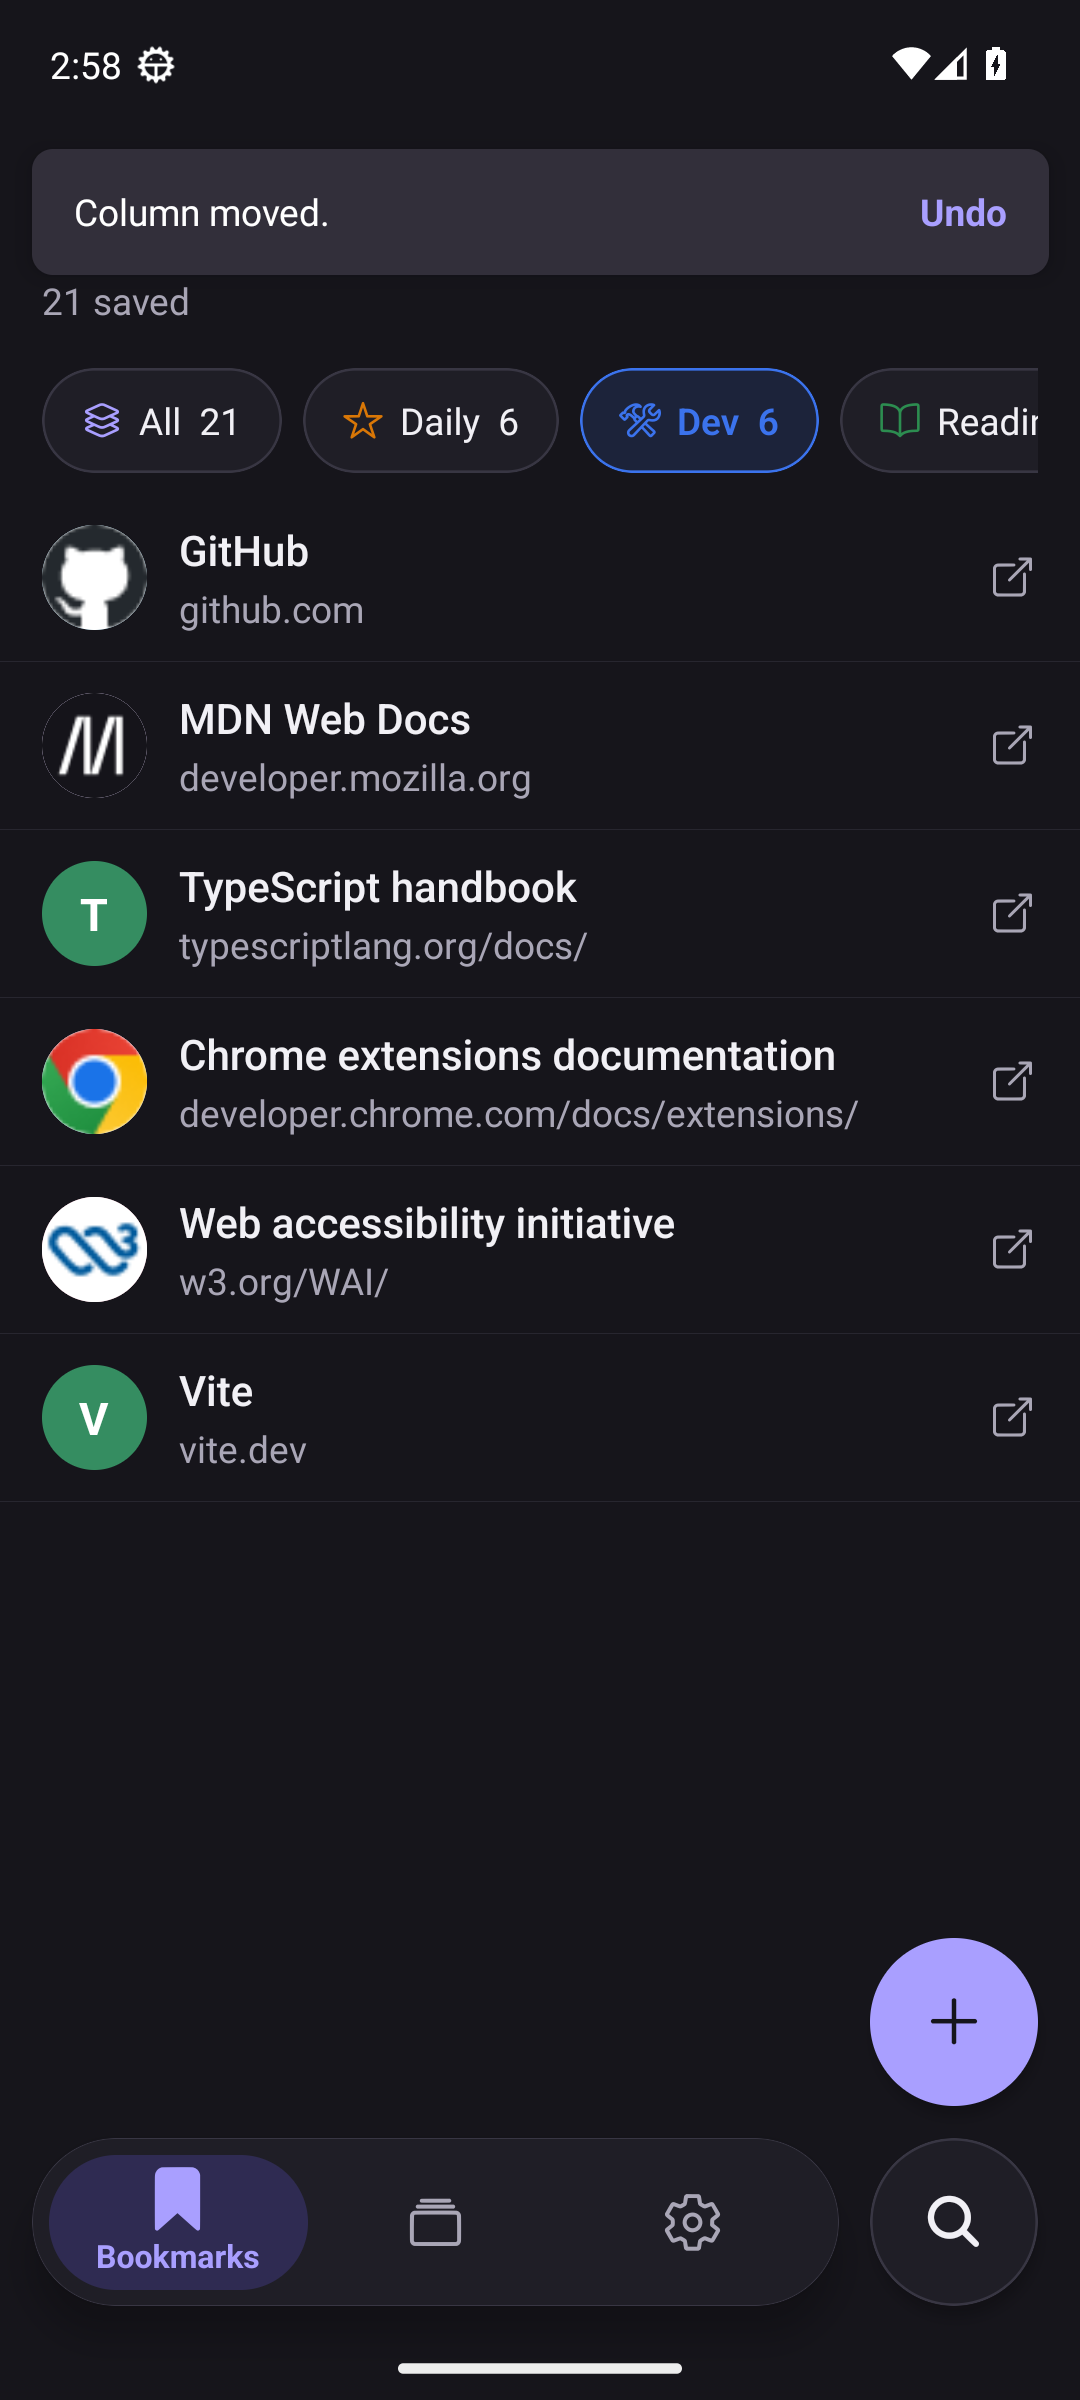 2:58
Column moved. Undo
21 saved
All 21 Daily 6 Dev 6 Readin
GitHub
github.com
MDN Web Docs
developer.mozilla.org
T
TypeScript handbook
typescriptlang.org/docs/
Chrome extensions documentation
developer.chrome.com/docs/extensions/
Web accessibility initiative
w3.org/WAI/
V
Vite
vite.dev
Bookmarks